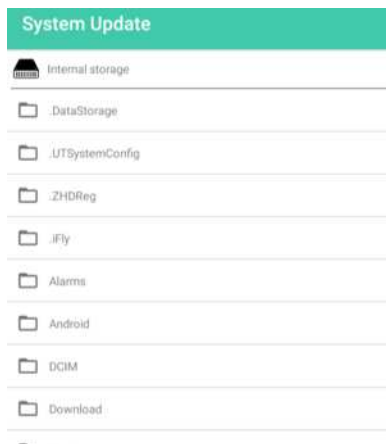 System Update
Internal storage
.DataStorage
.UTSystemConfig
.ZHDReg
.iFly
Alarms
Android
DCIM
Download